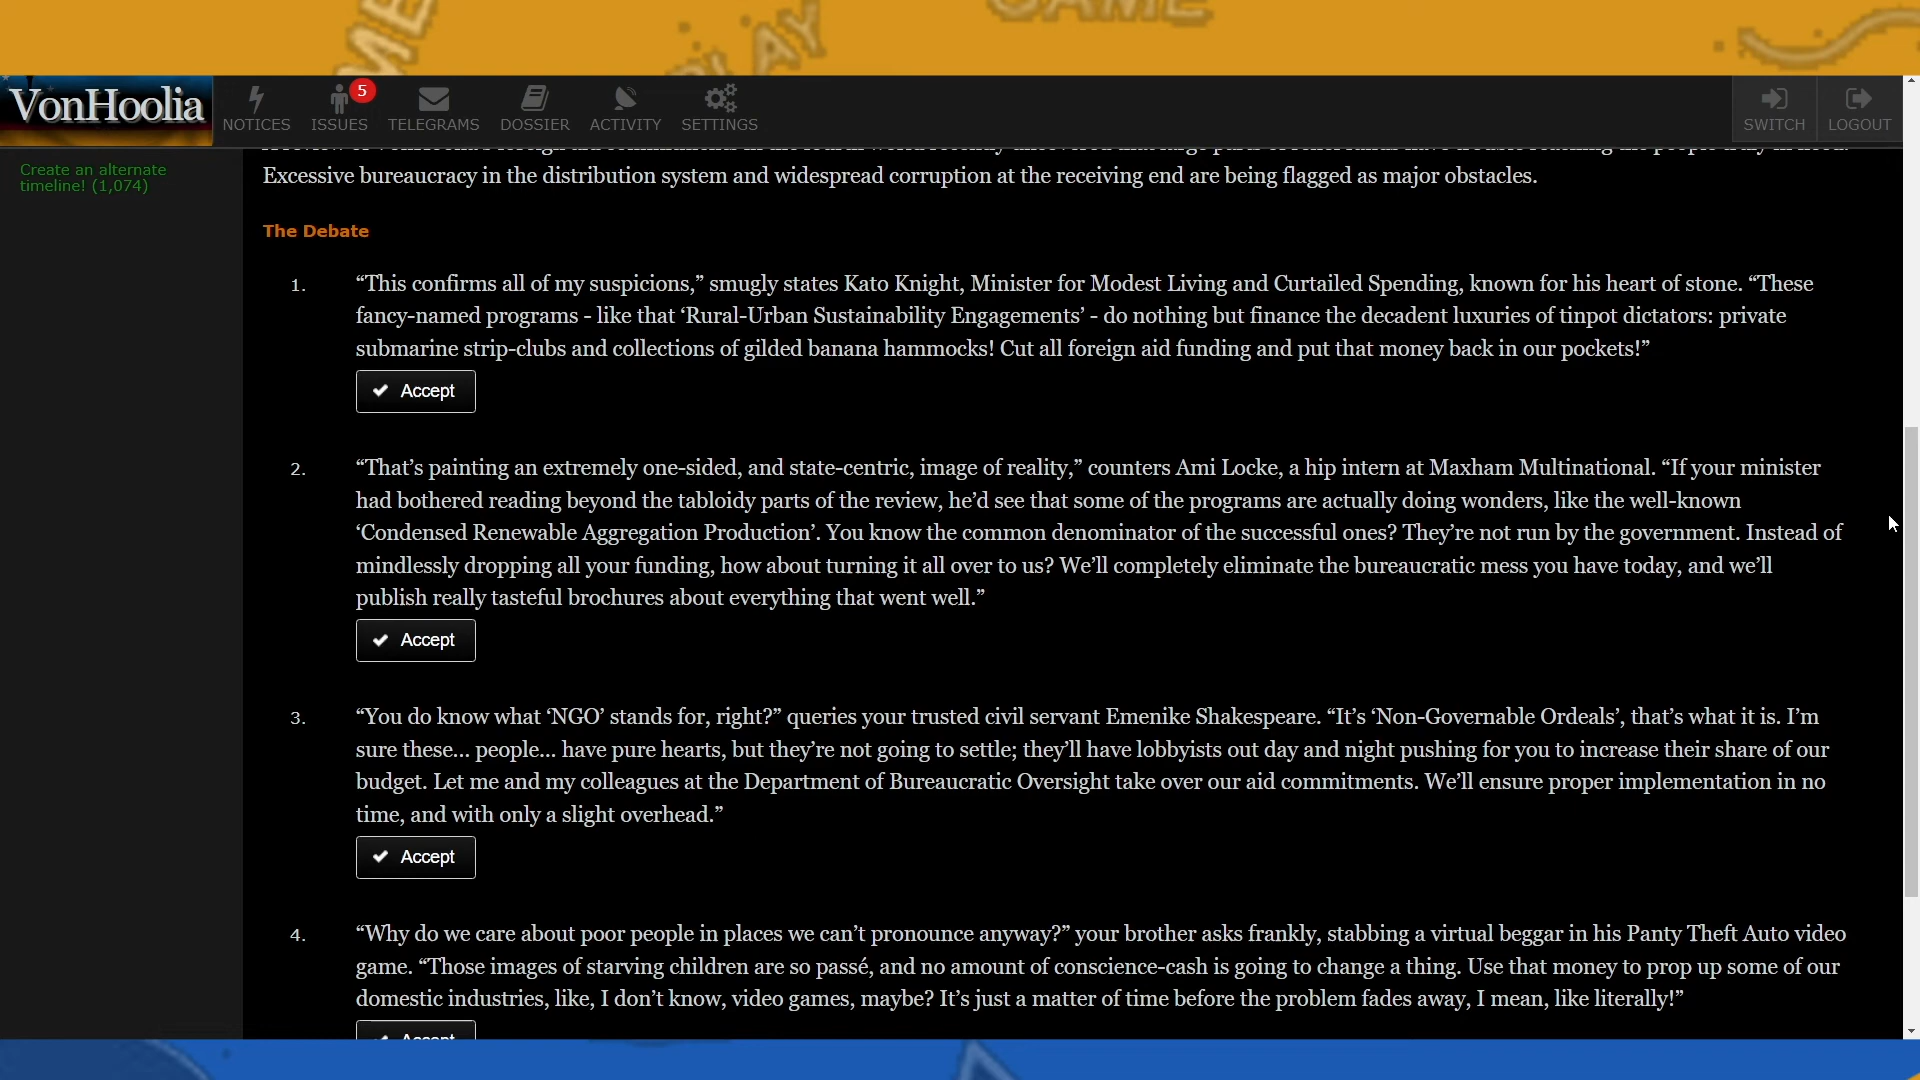 GAME
PLAY
VonHoolia
NOTICES
5
ISSUES
TELEGRAMS
DOSSIER
ACTIVITY
SETTINGS
SWITCH
LOGOUT
Create an alternate
timeline! (1,074)
Excessive bureaucracy in the distribution system and widespread corruption at the receiving end are being flagged as major obstacles.
The Debate
1. “This confirms all of my suspicions,” smugly states Kato Knight, Minister for Modest Living and Curtailed Spending, known for his heart of stone. “These
fancy-named programs - like that ‘Rural-Urban Sustainability Engagements’ - do nothing but finance the decadent luxuries of tinpot dictators: private
submarine strip-clubs and collections of gilded banana hammocks! Cut all foreign aid funding and put that money back in our pockets!”
Accept
2. “That’s painting an extremely one-sided, and state-centric, image of reality,” counters Ami Locke, a hip intern at Maxham Multinational. “If your minister
had bothered reading beyond the tabloidy parts of the review, he’d see that some of the programs are actually doing wonders, like the well-known
‘Condensed Renewable Aggregation Production’. You know the common denominator of the successful ones? They’re not run by the government. Instead of
mindlessly dropping all your funding, how about turning it all over to us? We’ll completely eliminate the bureaucratic mess you have today, and we’ll
publish really tasteful brochures about everything that went well.”
Accept
3. “You do know what ‘NGO’ stands for, right?” queries your trusted civil servant Emenike Shakespeare. “It’s ‘Non-Governable Ordeals’, that’s what it is. I’m
sure these... people... have pure hearts, but they’re not going to settle; they’ll have lobbyists out day and night pushing for you to increase their share of our
budget. Let me and my colleagues at the Department of Bureaucratic Oversight take over our aid commitments. We’ll ensure proper implementation in no
time, and with only a slight overhead.”
Accept
4. “Why do we care about poor people in places we can’t pronounce anyway?” your brother asks frankly, stabbing a virtual beggar in his Panty Theft Auto video
game. “Those images of starving children are so passé, and no amount of conscience-cash is going to change a thing. Use that money to prop up some of our
domestic industries, like, I don’t know, video games, maybe? It’s just a matter of time before the problem fades away, I mean, like literally!”
Accept